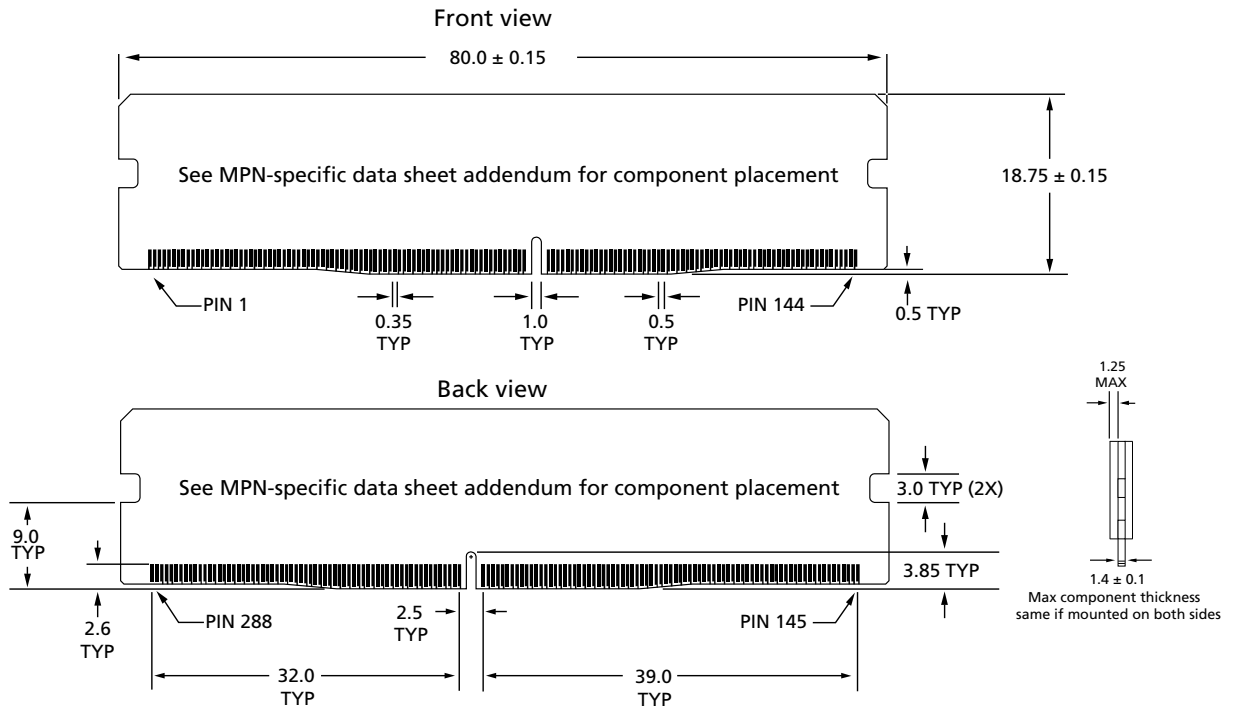 Front view
80.0 ± 0.15
See MPN-specific data sheet addendum for component placement
18.75 ± 0.15
PIN 1
PIN 144
0.35
TYP
1.0
TYP
0.5
TYP
0.5 TYP
Back view
1.25
MAX
See MPN-specific data sheet addendum for component placement
3.0 TYP (2X)
9.0
TYP
3.85 TYP
1.4 ± 0.1
Max component thickness
same if mounted on both sides
2.6
TYP
PIN 288
2.5
TYP
PIN 145
32.0
TYP
39.0
TYP